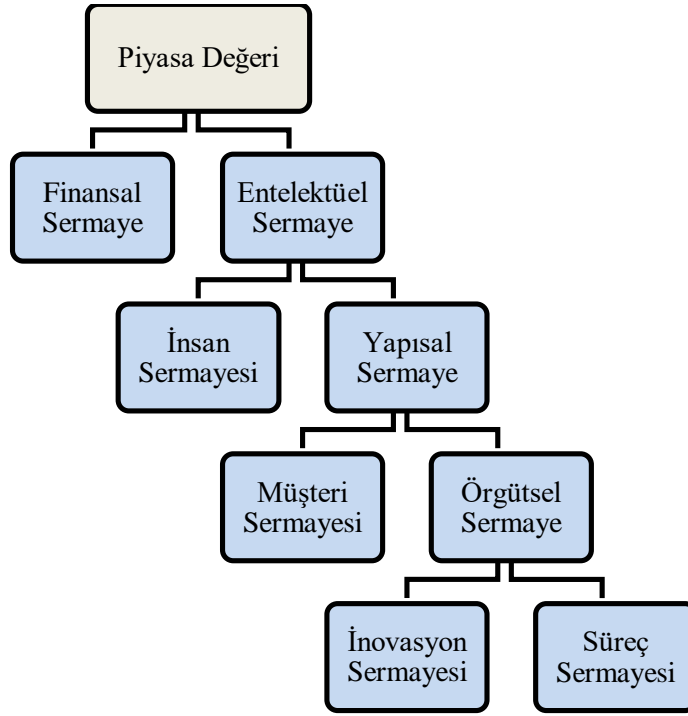 Piyasa Değeri
Finansal
Sermaye
Entelektüel
Sermaye
İnsan
Sermayesi
Yapısal
Sermaye
Müşteri
Sermayesi
Örgütsel
Sermaye
İnovasyon
Sermayesi
Süreç
Sermayesi